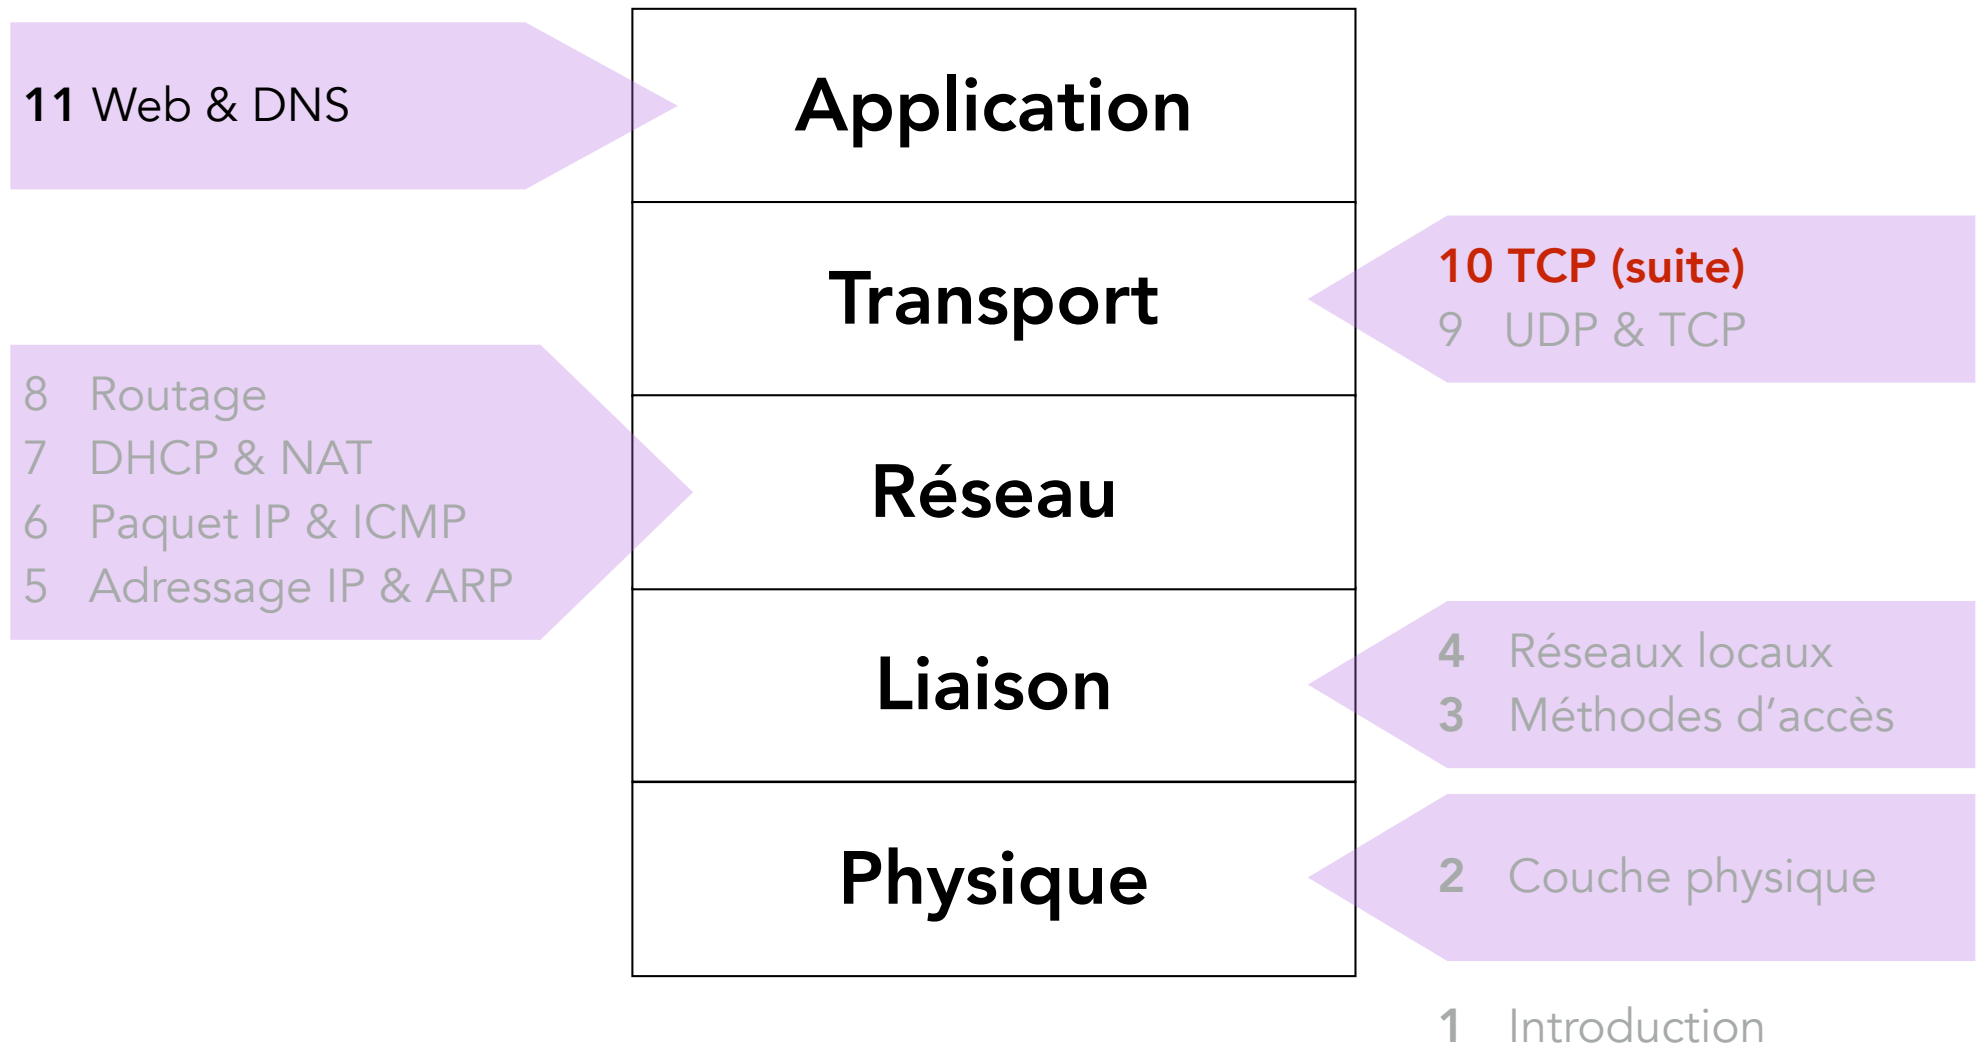 11 Web & DNS
Application
Transport
10 TCP (suite)
9 UDP & TCP
8 Routage
7 DHCP & NAT
6 Paquet IP & ICMP
5 Adressage IP & ARP
Réseau
Liaison
4 Réseaux locaux
3 Méthodes d’accès
Physique
2 Couche physique
1 Introduction